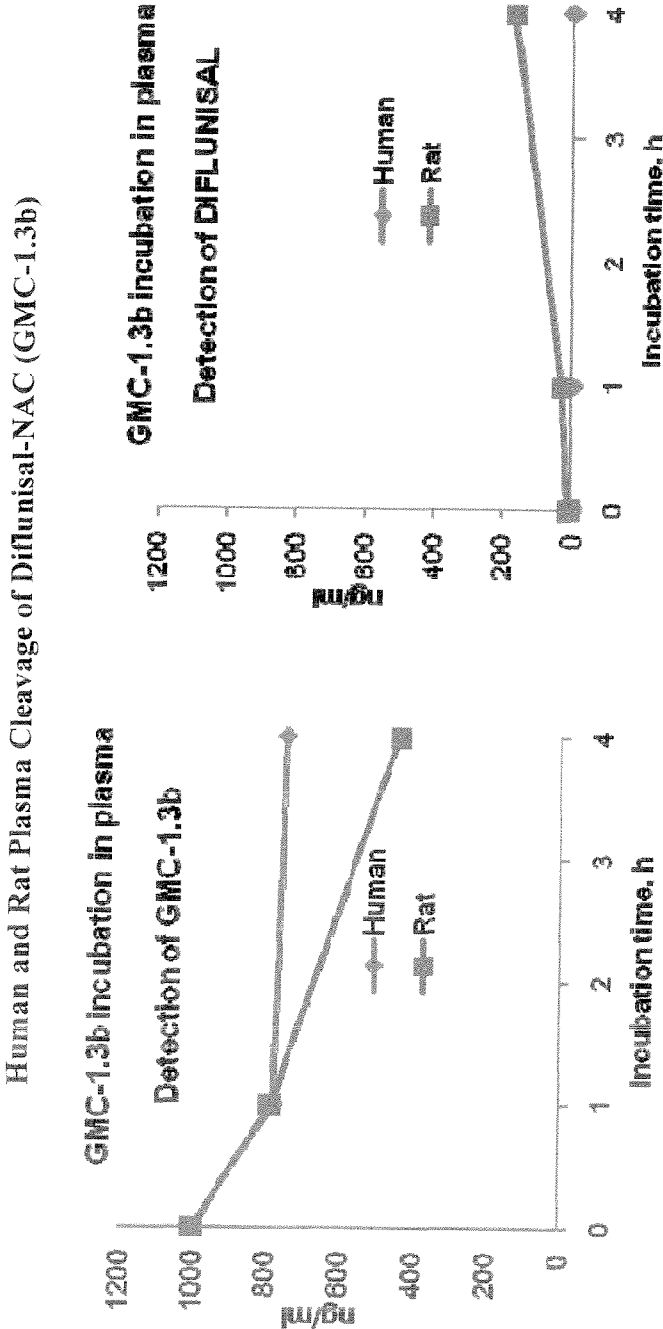 Human and Rat Plasma Cleavage of Diflunisal-NAC (GMC-1.3b)
GMC-1.3b incubation in plasma
Detection of GMC-1.3b
1200
1000
800
600
400
200
0
ng/ml
Human
Rat
0
1
2
3
4
Incubation time, h
GMC-1.3b incubation in plasma
Detection of DIFLUNISAL
1200
1000
800
600
400
200
0
ng/ml
Human
Rat
0
1
2
3
4
Incubation time, h